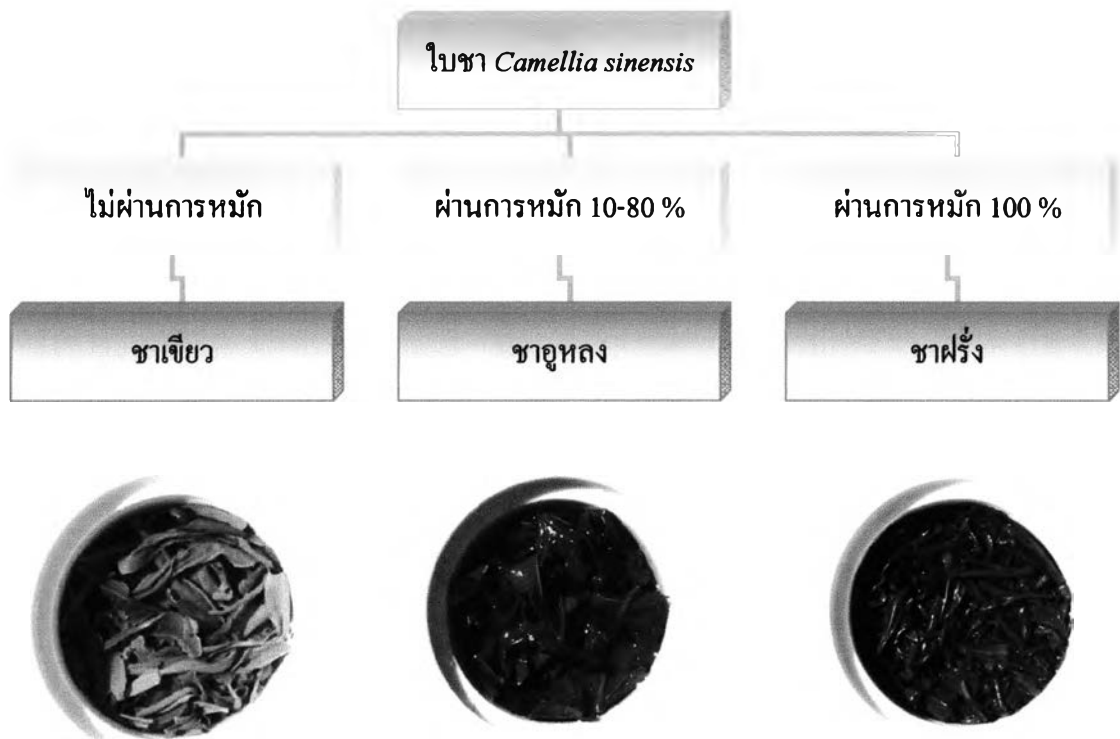 ใบชา Camellia sinensis
ไม่ผ่านการหมัก
ผ่านการหมัก 10-80 %
ผ่านการหมัก 100 %
ชาเขียว
ชาอูหลง
ชาฝรั่ง